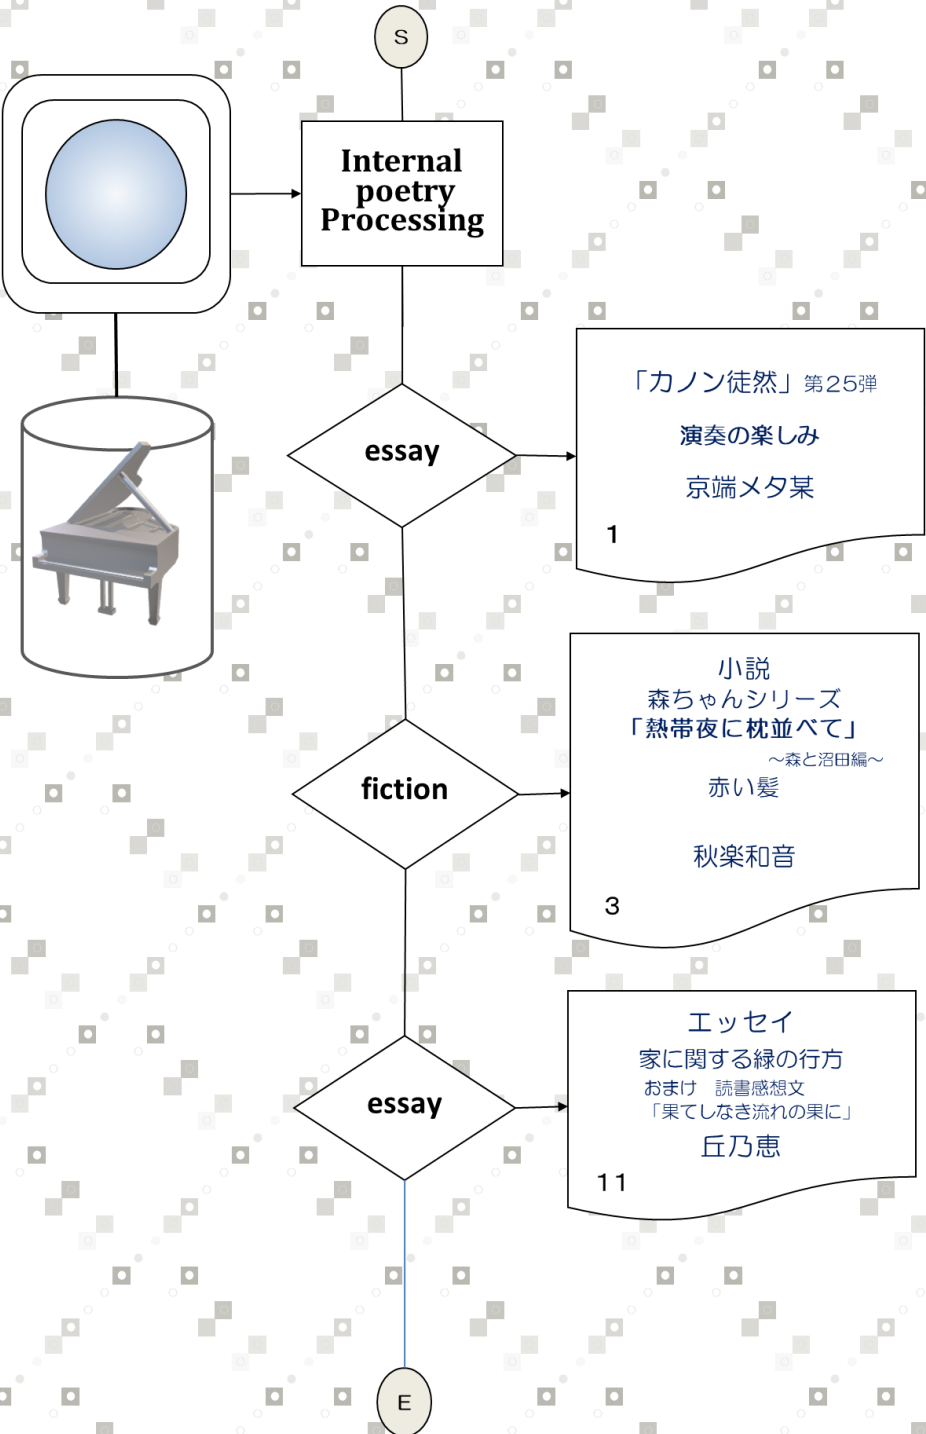 S
Internal
poetry
Processing
essay
「カノン徒然」第25弾
演奏の楽しみ
京端メタ某
1
fiction
小説
森ちゃんシリーズ
「熱帯夜に枕並べて」
～森と沼田編～
赤い髪
秋楽和音
3
essay
エッセイ
家に関する緑の行方
おまけ　読書感想文
「果てしなき流れの果に」
丘乃恵
11
E